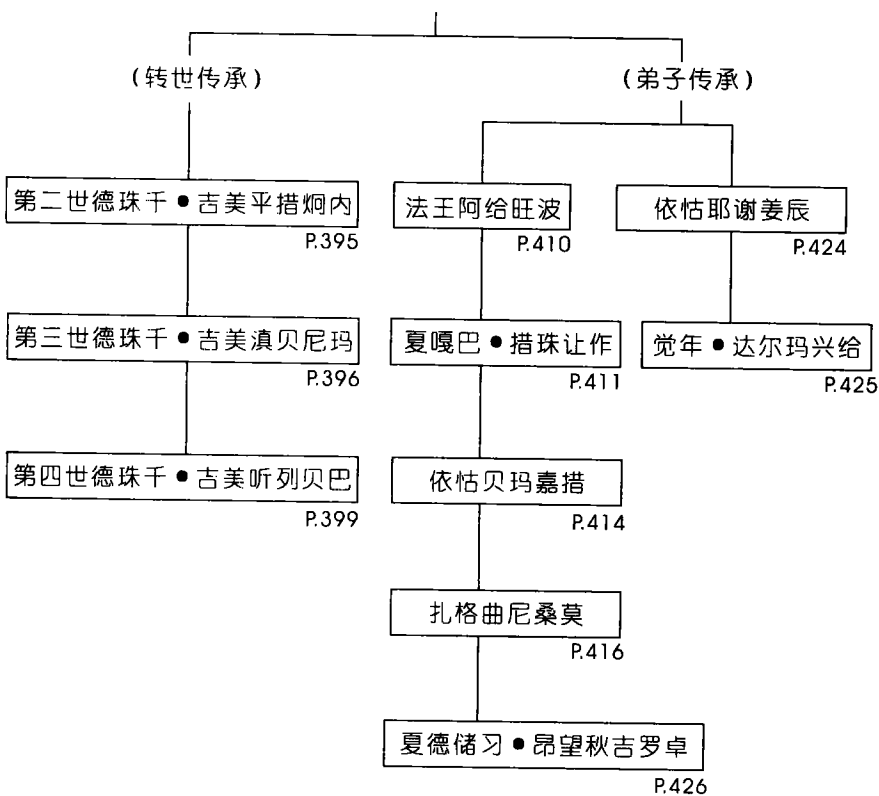 (转世传承)
(弟子传承)
第二世德珠千•吉美平措炯内
P.395
法王阿给旺波
P.410
依怙耶谢姜辰
P.424
第三世德珠千•吉美滇贝尼玛
P.396
夏嘎巴•措珠让作
P.411
觉年•达尔玛兴给
P.425
第四世德珠千•吉美听列贝巴
P.399
依怙贝玛嘉措
P.414
扎格曲尼桑莫
P.416
夏德储习•昂望秋吉罗卓
P.426